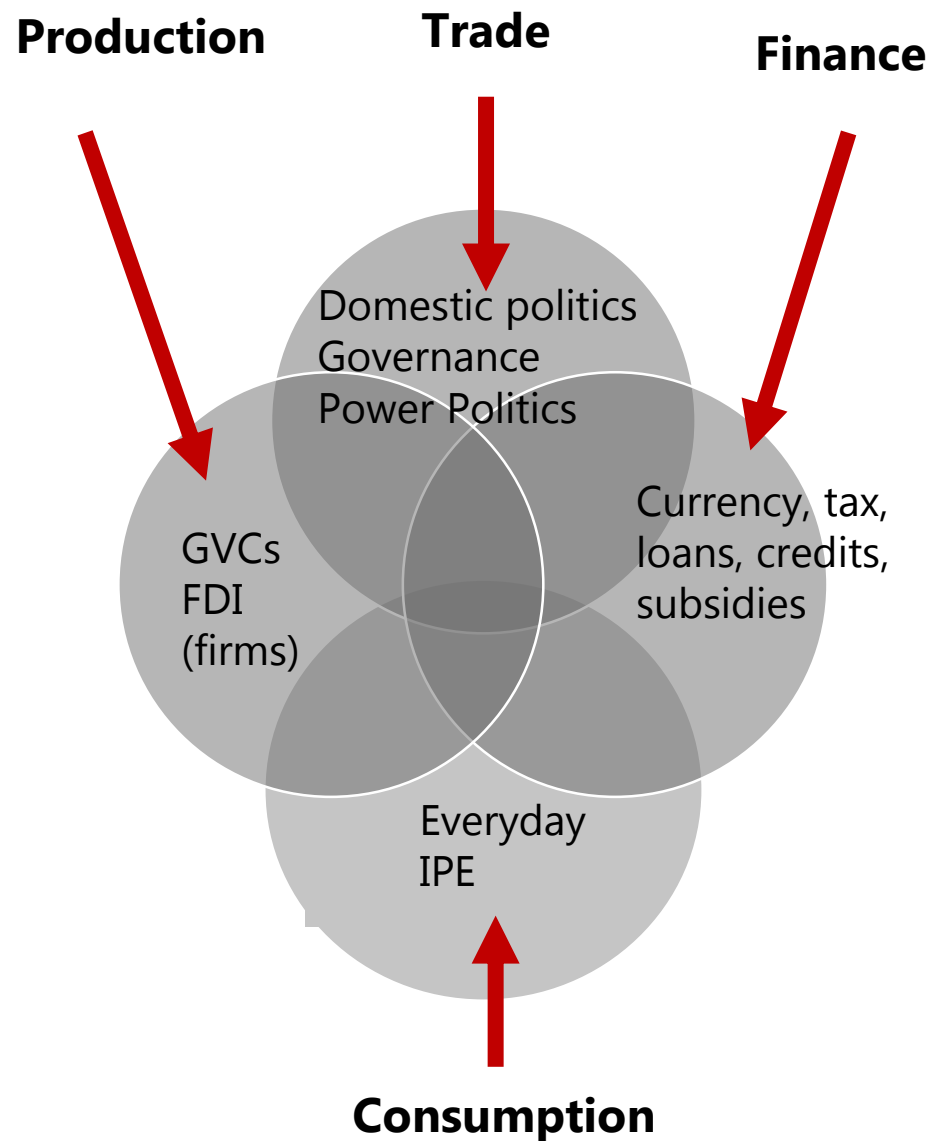 Production
Trade
Finance
Domestic politics
Governance
Power Politics
GVCs
FDI
(firms)
Currency, tax,
loans, credits,
subsidies
Everyday
IPE
Consumption